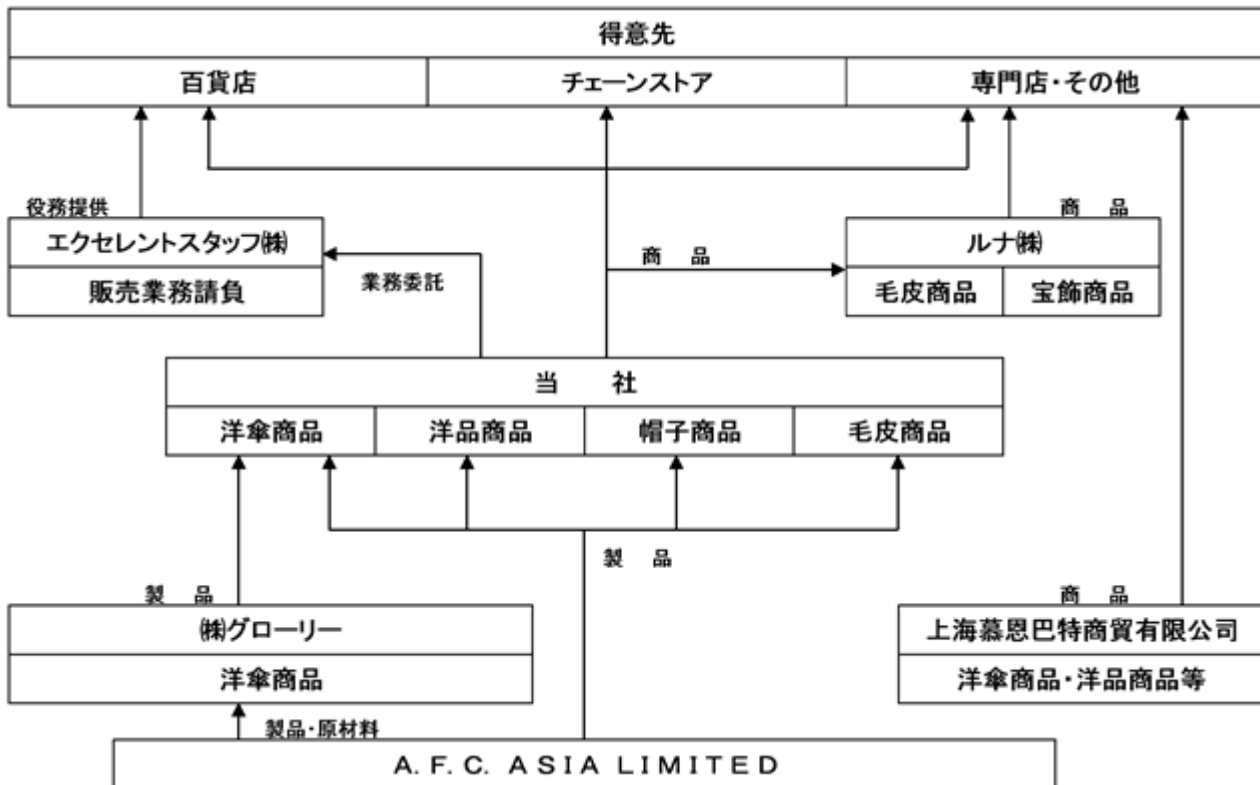 得意先
百貨店 チェーンストア 専門店・その他
役務提供 商 品
エクセレントスタッフ㈱ ルナ㈱
商 品
業務委託
販売業務請負 毛皮商品 宝飾商品
当 社
洋傘商品 洋品商品 帽子商品 毛皮商品
製 品
製 品 商 品
㈱グローリー 上海慕恩巴特商貿有限公司
洋傘商品 洋傘商品・洋品商品等
製品・原材料
A.F.C. ASIA LIMITED